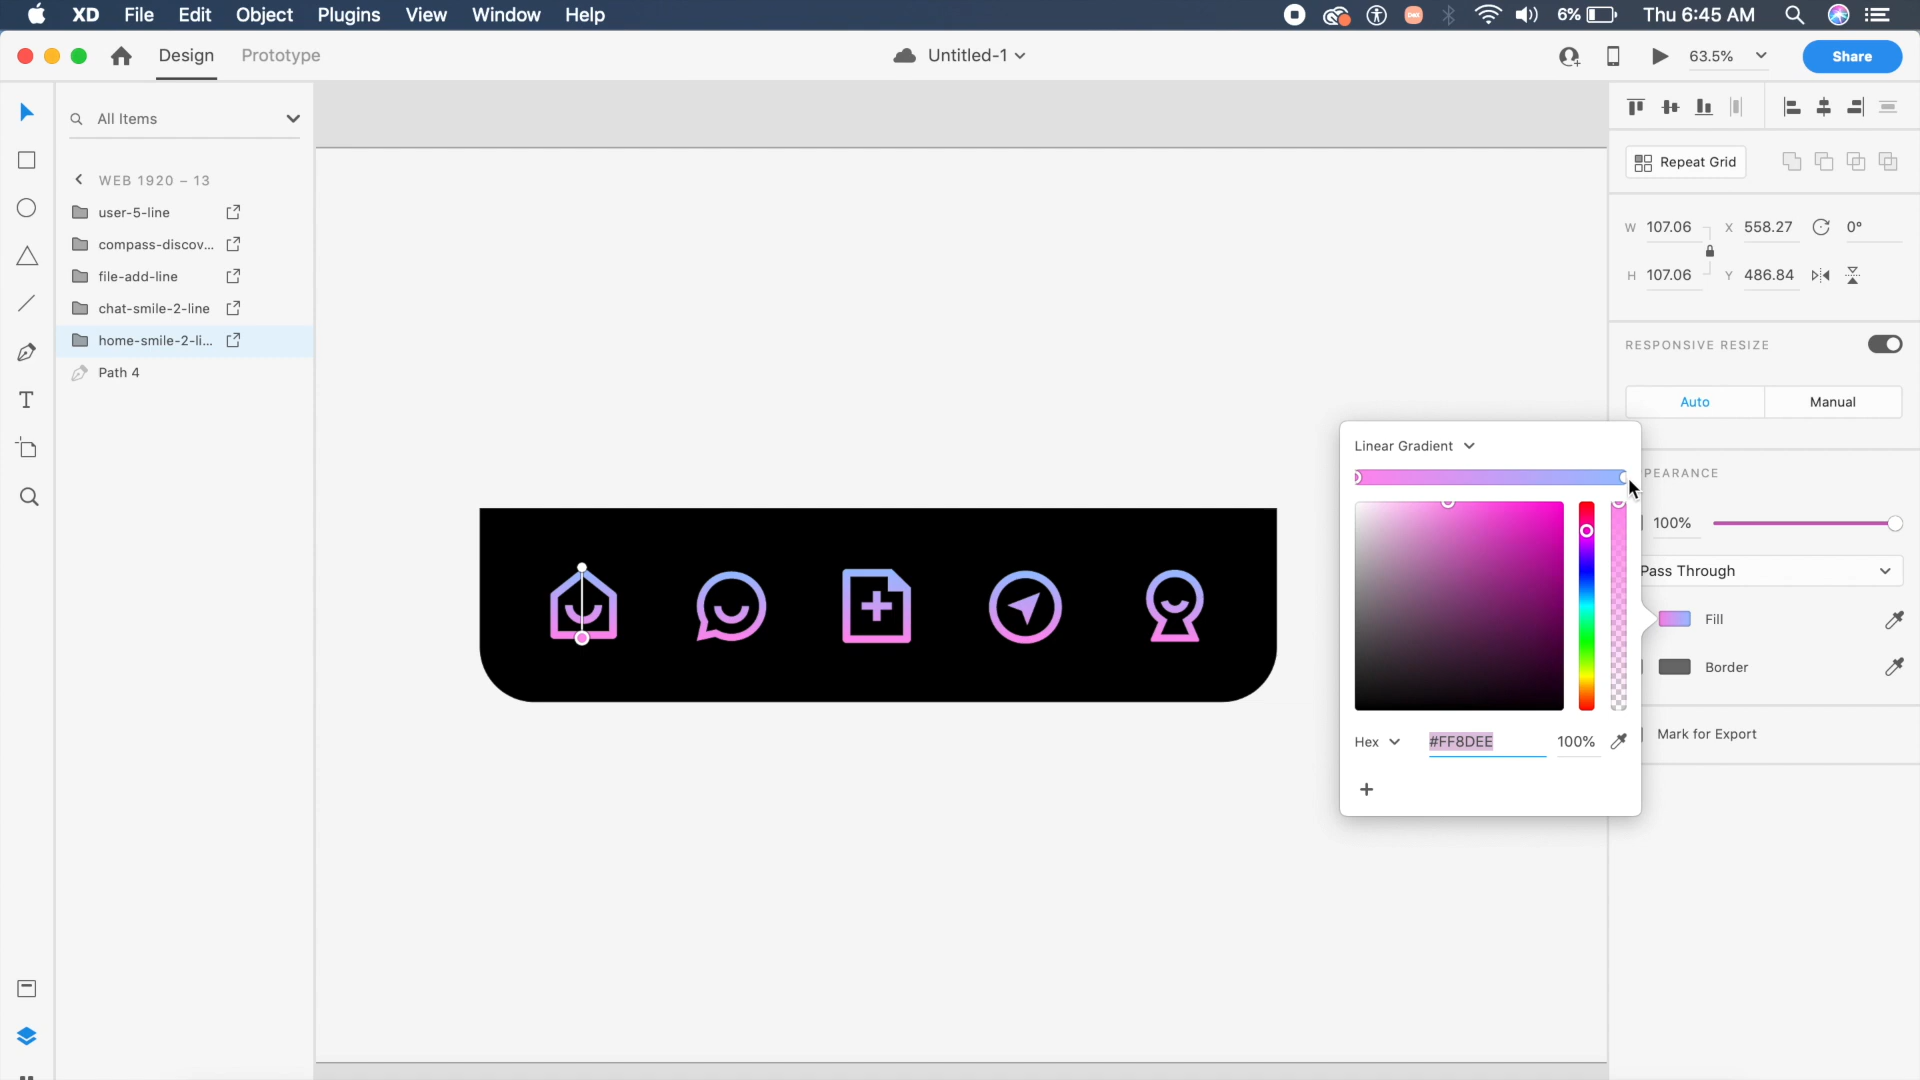 XD File Edit Object Plugins View Window Help 6% Thu 6:45 AM
Design Prototype Untitled-1 63.5% Share
All Items
WEB 1920 – 13
user-5-line
compass-discov...
file-add-line
chat-smile-2-line
home-smile-2-li...
Path 4
T
Repeat Grid
W 107.06 X 558.27 0°
H 107.06 Y 486.84
RESPONSIVE RESIZE
Auto Manual
Linear Gradient
PEARANCE
100%
Pass Through
Fill
Border
Hex #FF8DEE 100%
Mark for Export